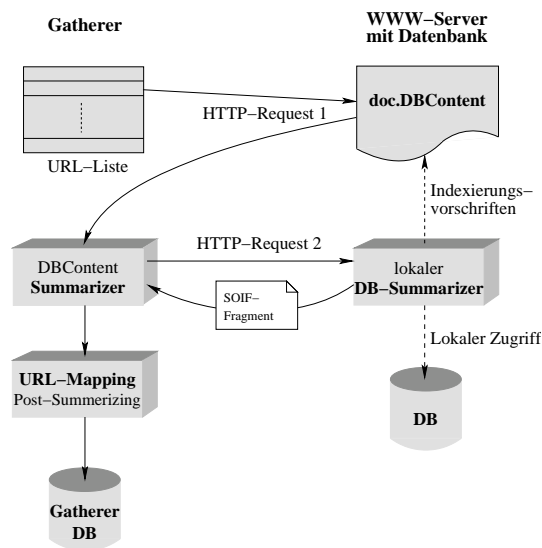 Gatherer
WWW–Server
mit Datenbank
doc.DBContent
HTTP–Request 1
URL–Liste
Indexierungs–
vorschriften
HTTP–Request 2
DBContent
Summarizer
SOIF–
Fragment
lokaler
DB–Summarizer
Lokaler Zugriff
URL–Mapping
Post–Summerizing
DB
Gatherer
DB